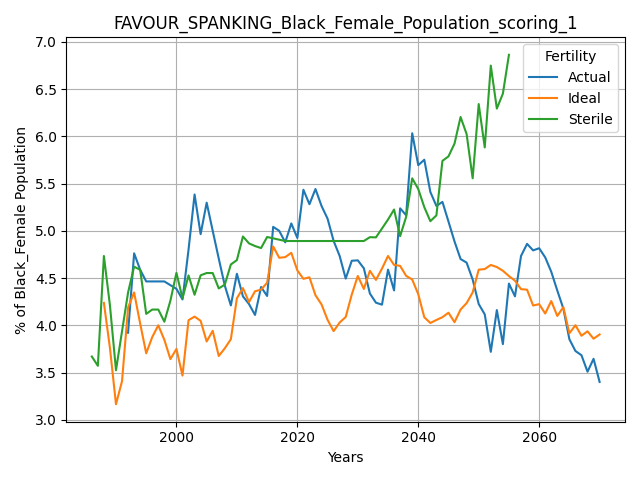 FAVOUR_SPANKING_Black_Female_Population_scoring_1
% of Black_Female Population
7.0
6.5
6.0
5.5
5.0
4.5
4.0
3.5
3.0
Fertility
Actual
Ideal
Sterile
2000
2020
2040
2060
Years